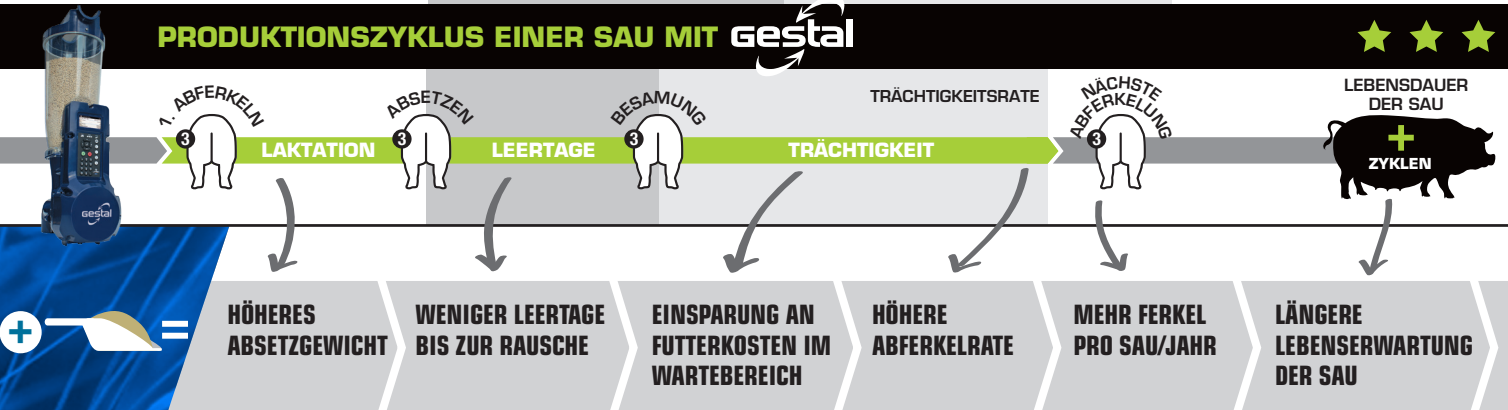 PRODUKTIONSZYKLUS EINER SAU MIT Gestal
1. ABFERKELN
ABSETZEN
BESAMUNG
TRÄCHTIGKEITSRATE
NÄCHSTE
ABFERKELUNG
LEBENSDAUER
DER SAU
3
LAKTATION
3
LEERTAGE
3
TRÄCHTIGKEIT
3
+
ZYKLEN
Gestal
+
=
HÖHERES
ABSETZGEWICHT
WENIGER LEERTAGE
BIS ZUR RAUSCHE
EINSPARUNG AN
FUTTERKOSTEN IM
WARTEBEREICH
HÖHERE
ABFERKELRATE
MEHR FERKEL
PRO SAU/JAHR
LÄNGERE
LEBENSERWARTUNG
DER SAU